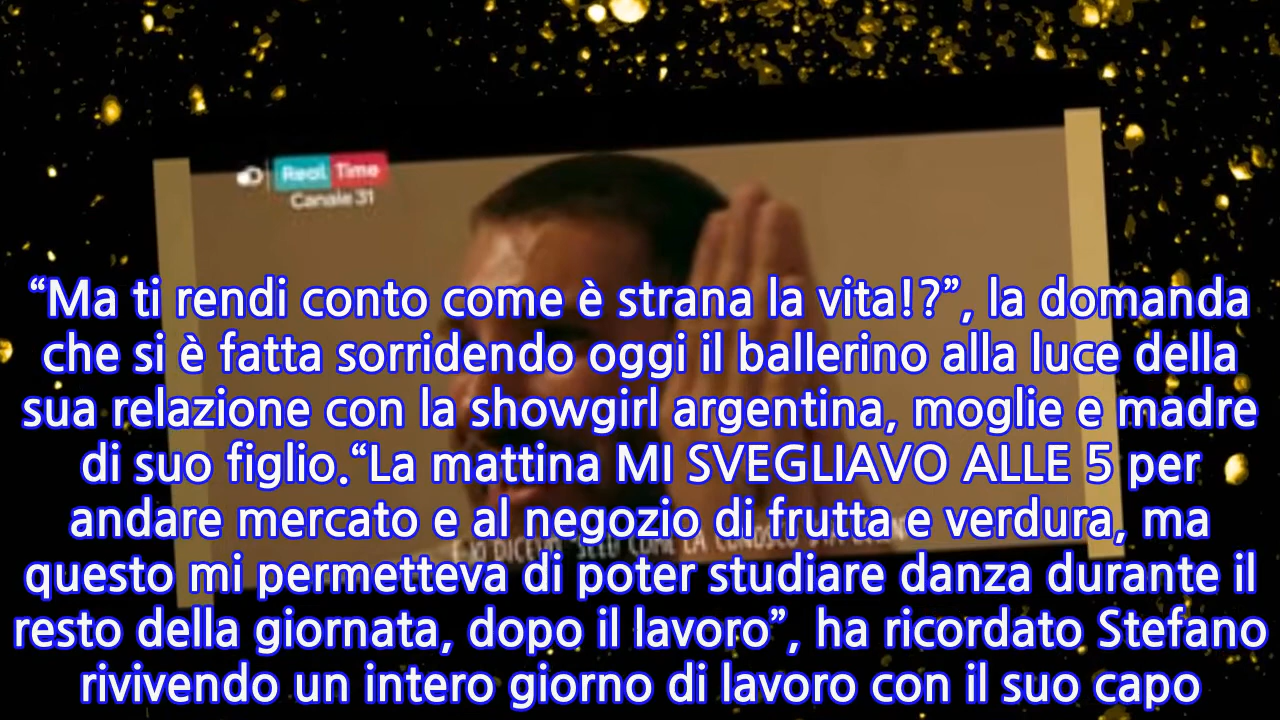 Real Time
Canale 31
“Ma ti rendi conto come è strana la vita!?”, la domanda
che si è fatta sorridendo oggi il ballerino alla luce della
sua relazione con la showgirl argentina, moglie e madre
di suo figlio.“La mattina MI SVEGLIAVO ALLE 5 per
andare mercato e al negozio di frutta e verdura, ma
questo mi permetteva di poter studiare danza durante il
resto della giornata, dopo il lavoro”, ha ricordato Stefano
rivivendo un intero giorno di lavoro con il suo capo